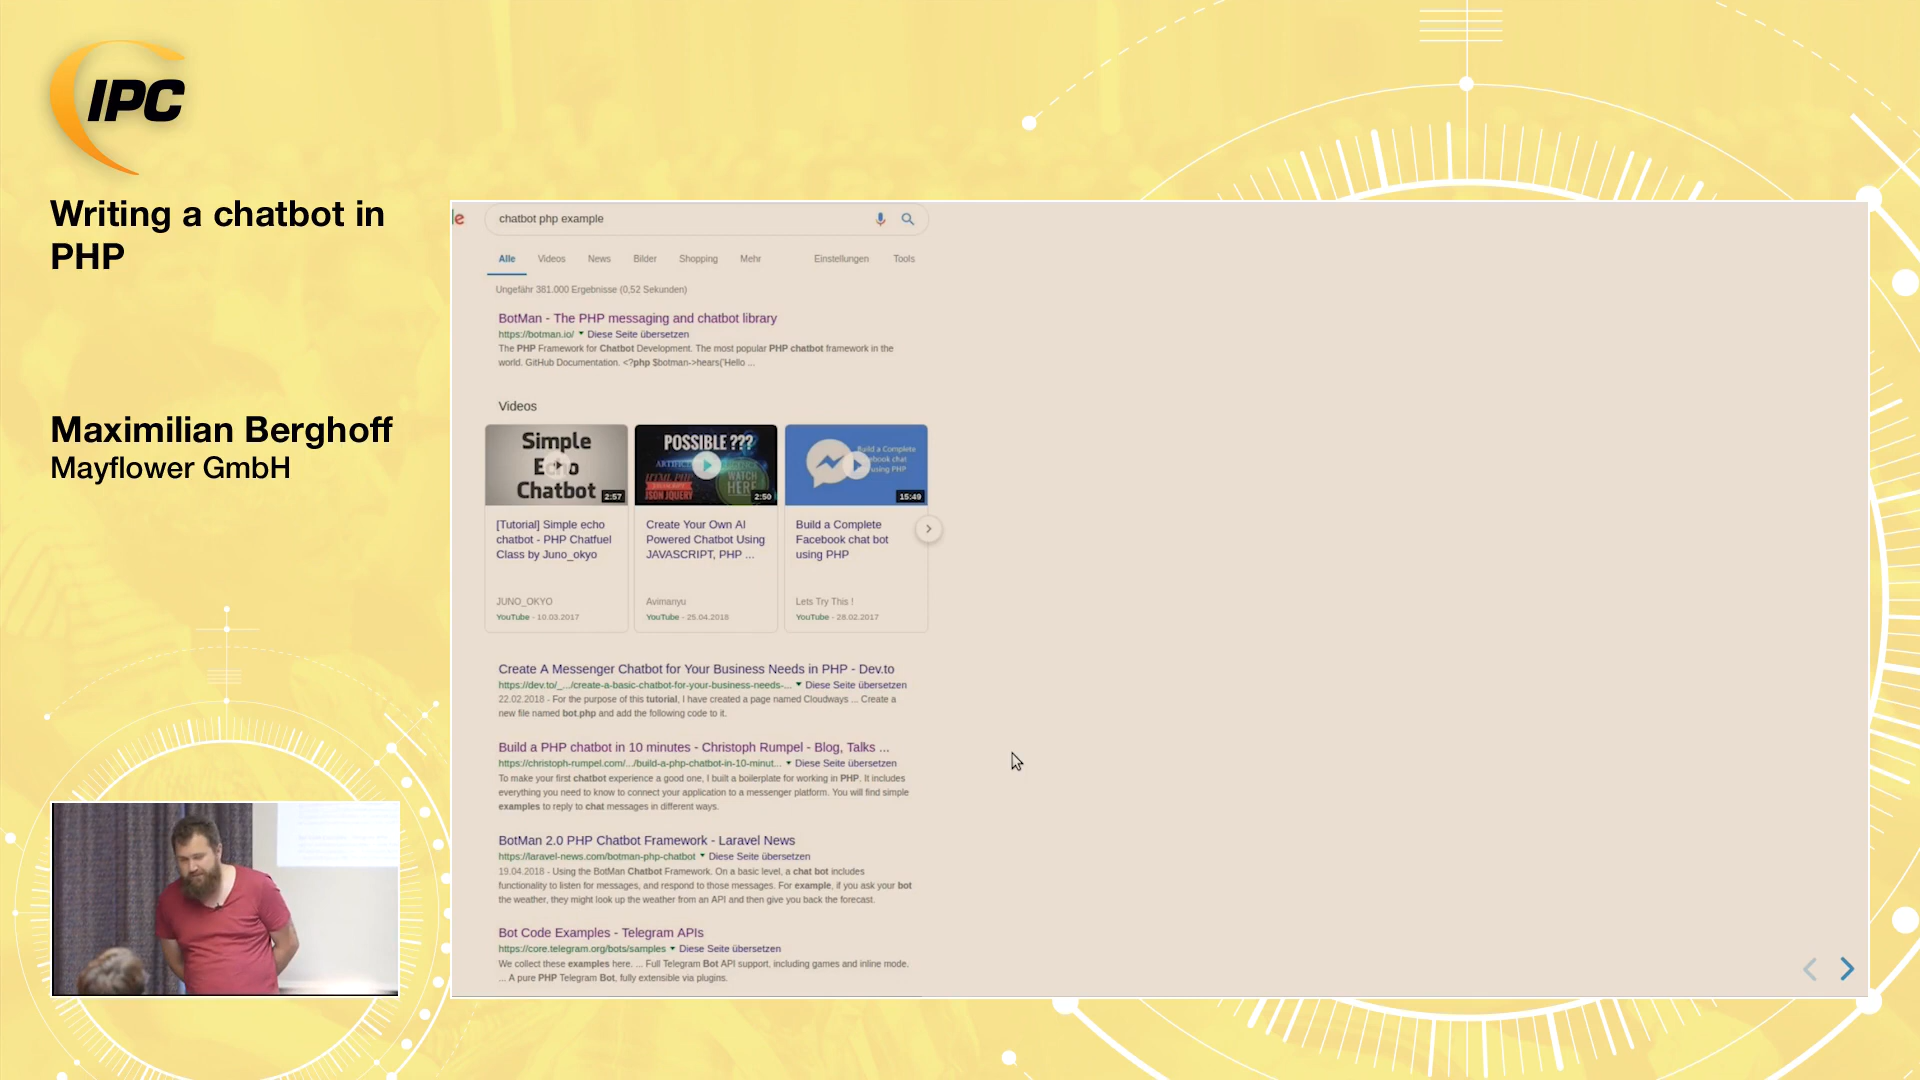 IPC
Writing a chatbot in
PHP
Maximilian Berghoff
Mayflower GmbH
e
chatbot php example
Alle Videos News Bilder Shopping Mehr Einstellungen Tools
Ungefähr 381.000 Ergebnisse (0,52 Sekunden)
BotMan - The PHP messaging and chatbot library
https://botman.io/ Diese Seite übersetzen
The PHP Framework for Chatbot Development. The most popular PHP chatbot framework in the
world. GitHub Documentation. <?php $botman->hears('Hello ...
Videos
Simple
Echo
Chatbot
2:57
POSSIBLE ???
HTML PHP
JSON JQUERY
WATCH
HERE
2:50
Build a Complete
using PHP
15:49
[Tutorial] Simple echo
chatbot - PHP Chatfuel
Class by Juno_okyo
JUNO_OKYO
YouTube - 10.03.2017
Create Your Own AI
Powered Chatbot Using
JAVASCRIPT, PHP ...
Avimanyu
YouTube - 25.04.2018
Build a Complete
Facebook chat bot
using PHP
Lets Try This !
YouTube - 28.02.2017
Create A Messenger Chatbot for Your Business Needs in PHP - Dev.to
https://dev.to/_.../create-a-basic-chatbot-for-your-business-needs-... Diese Seite übersetzen
22.02.2018 - For the purpose of this tutorial, I have created a page named Cloudways ... Create a
new file named bot.php and add the following code to it.
Build a PHP chatbot in 10 minutes - Christoph Rumpel - Blog, Talks ...
https://christoph-rumpel.com/.../build-a-php-chatbot-in-10-minut... Diese Seite übersetzen
To make your first chatbot experience a good one, I built a boilerplate for working in PHP. It includes
everything you need to know to connect your application to a messenger platform. You will find simple
examples to reply to chat messages in different ways.
BotMan 2.0 PHP Chatbot Framework - Laravel News
https://laravel-news.com/botman-php-chatbot Diese Seite übersetzen
19.04.2018 - Using the BotMan Chatbot Framework. On a basic level, a chat bot includes
functionality to listen for messages, and respond to those messages. For example, if you ask your bot
the weather, they might look up the weather from an API and then give you back the forecast.
Bot Code Examples - Telegram APIs
https://core.telegram.org/bots/samples Diese Seite übersetzen
We collect these examples here. ... Full Telegram Bot API support, including games and inline mode.
... A pure PHP Telegram Bot, fully extensible via plugins.